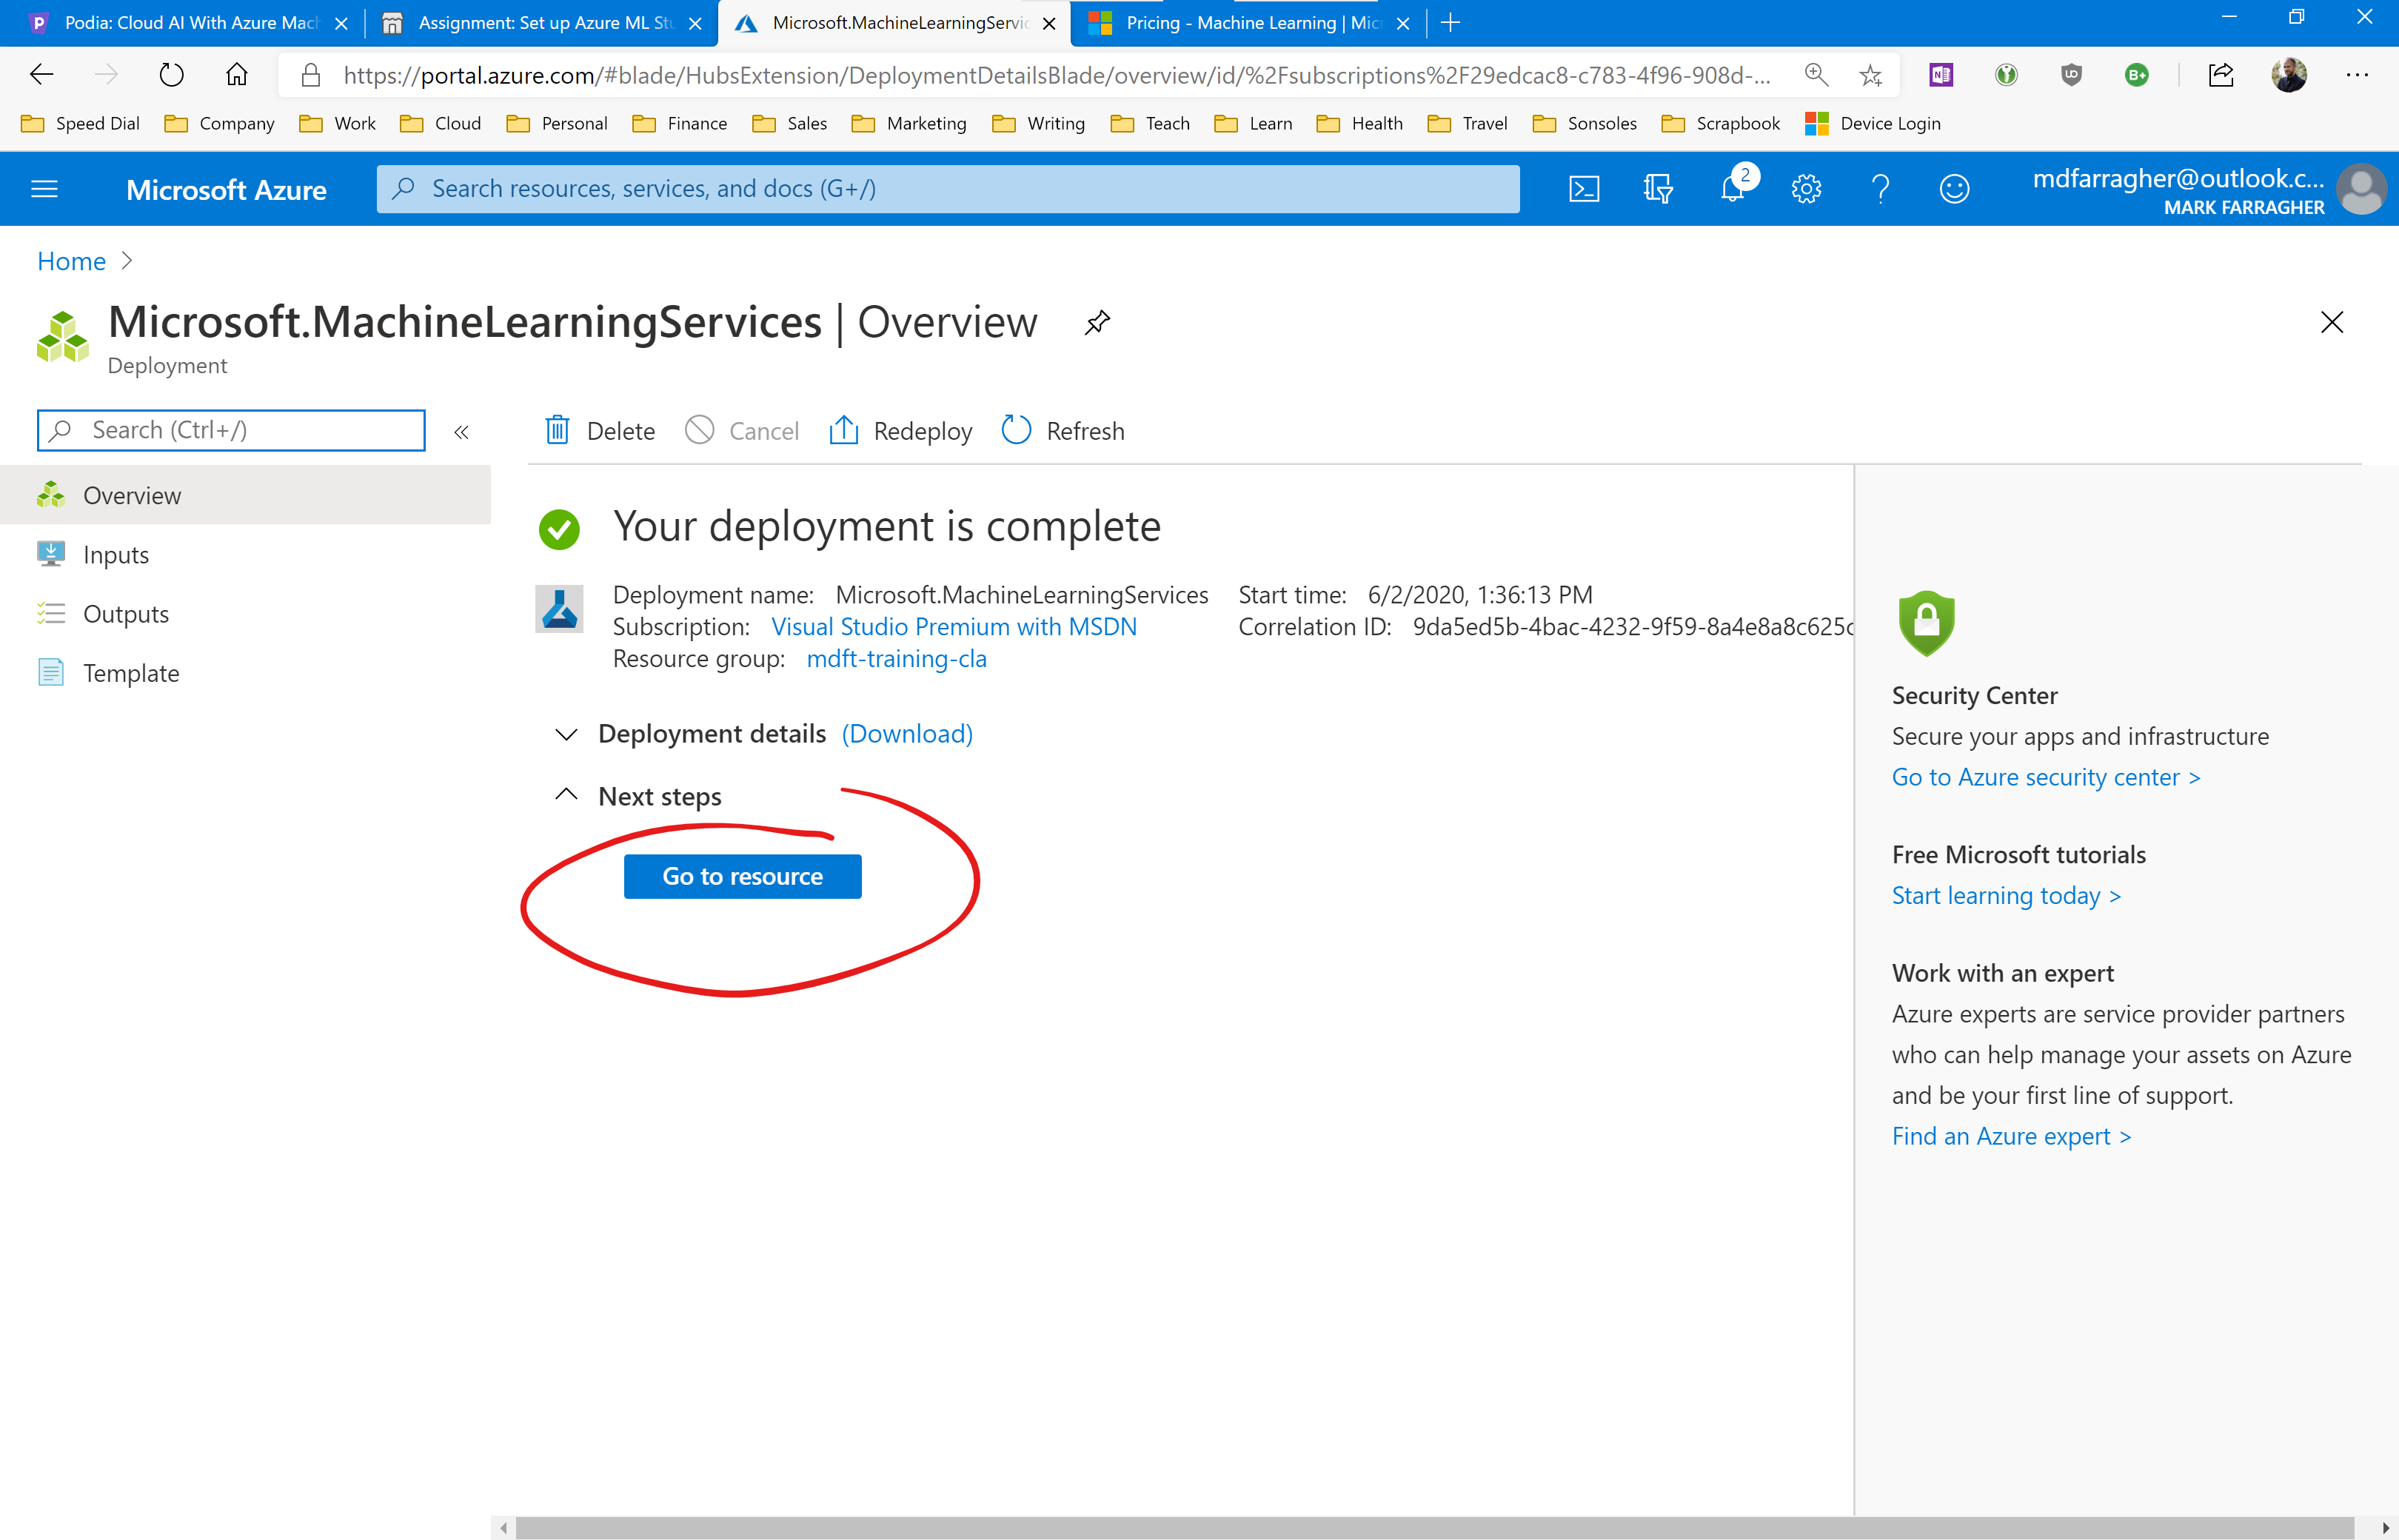 Podia: Cloud AI With Azure Mach
Assignment: Set up Azure ML Stu
Microsoft.MachineLearningServic
Pricing - Machine Learning | Mic
https://portal.azure.com/#blade/HubsExtension/DeploymentDetailsBlade/overview/id/%2Fsubscriptions%2F29edcac8-c783-4f96-908d-...
Speed Dial
Company
Work
Cloud
Personal
Finance
Sales
Marketing
Writing
Teach
Learn
Health
Travel
Sonsoles
Scrapbook
Device Login
Microsoft Azure
Search resources, services, and docs (G+/)
2
mdfarragher@outlook.c...
MARK FARRAGHER
Home
Microsoft.MachineLearningServices | Overview
Deployment
Search (Ctrl+/)
«
Delete
Cancel
Redeploy
Refresh
Overview
Inputs
Outputs
Template
Your deployment is complete
Deployment name: Microsoft.MachineLearningServices
Subscription: Visual Studio Premium with MSDN
Resource group: mdft-training-cla
Start time: 6/2/2020, 1:36:13 PM
Correlation ID: 9da5ed5b-4bac-4232-9f59-8a4e8a8c625c
Deployment details (Download)
Next steps
Go to resource
Security Center
Secure your apps and infrastructure
Go to Azure security center >
Free Microsoft tutorials
Start learning today >
Work with an expert
Azure experts are service provider partners
who can help manage your assets on Azure
and be your first line of support.
Find an Azure expert >